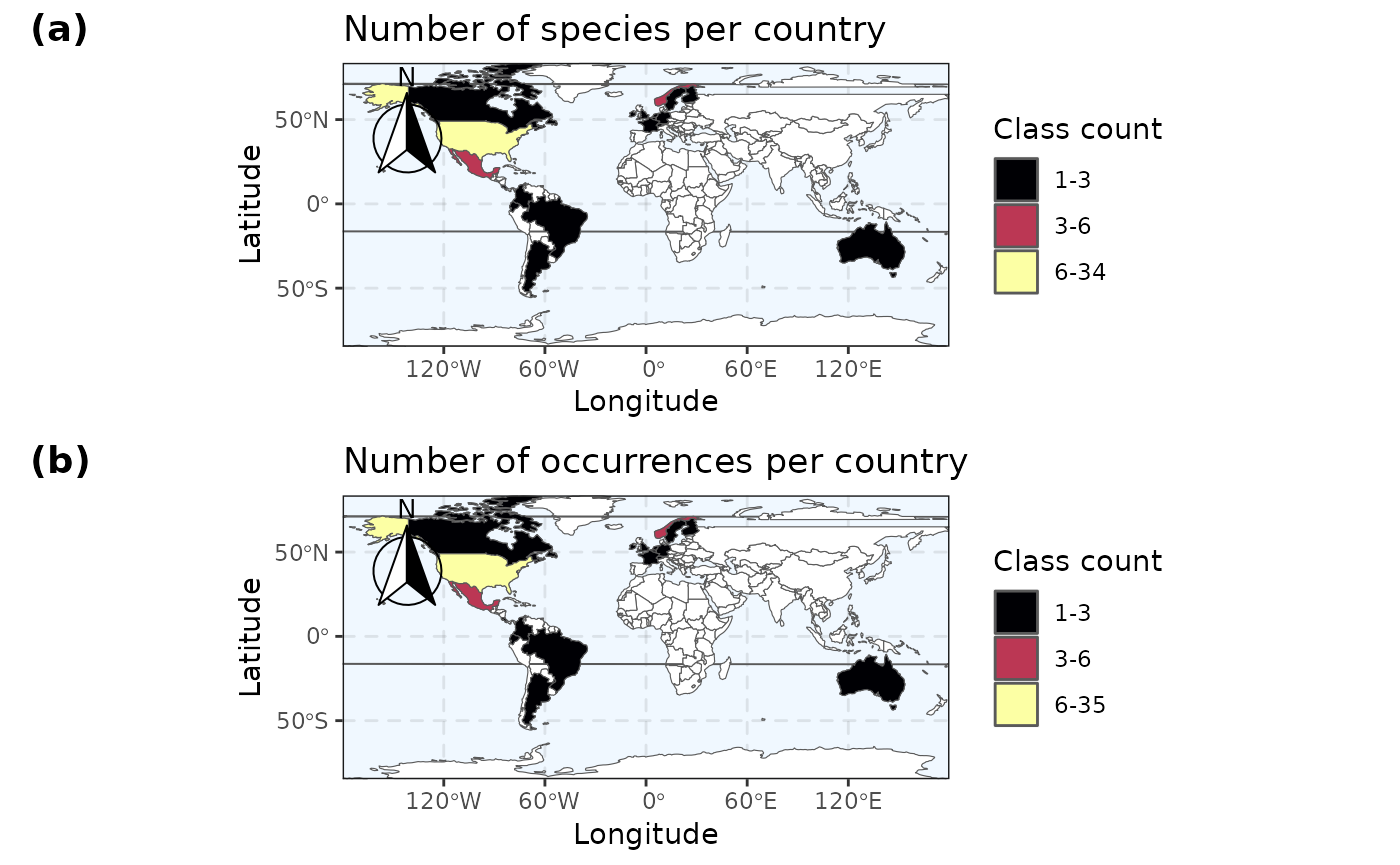 (a)
Number of species per country
N
50°N
0°
50°S
Latitude
120°W 60°W 0° 60°E 120°E
Longitude
Class count
1-3
3-6
6-34
(b)
Number of occurrences per country
N
50°N
0°
50°S
Latitude
120°W 60°W 0° 60°E 120°E
Longitude
Class count
1-3
3-6
6-35